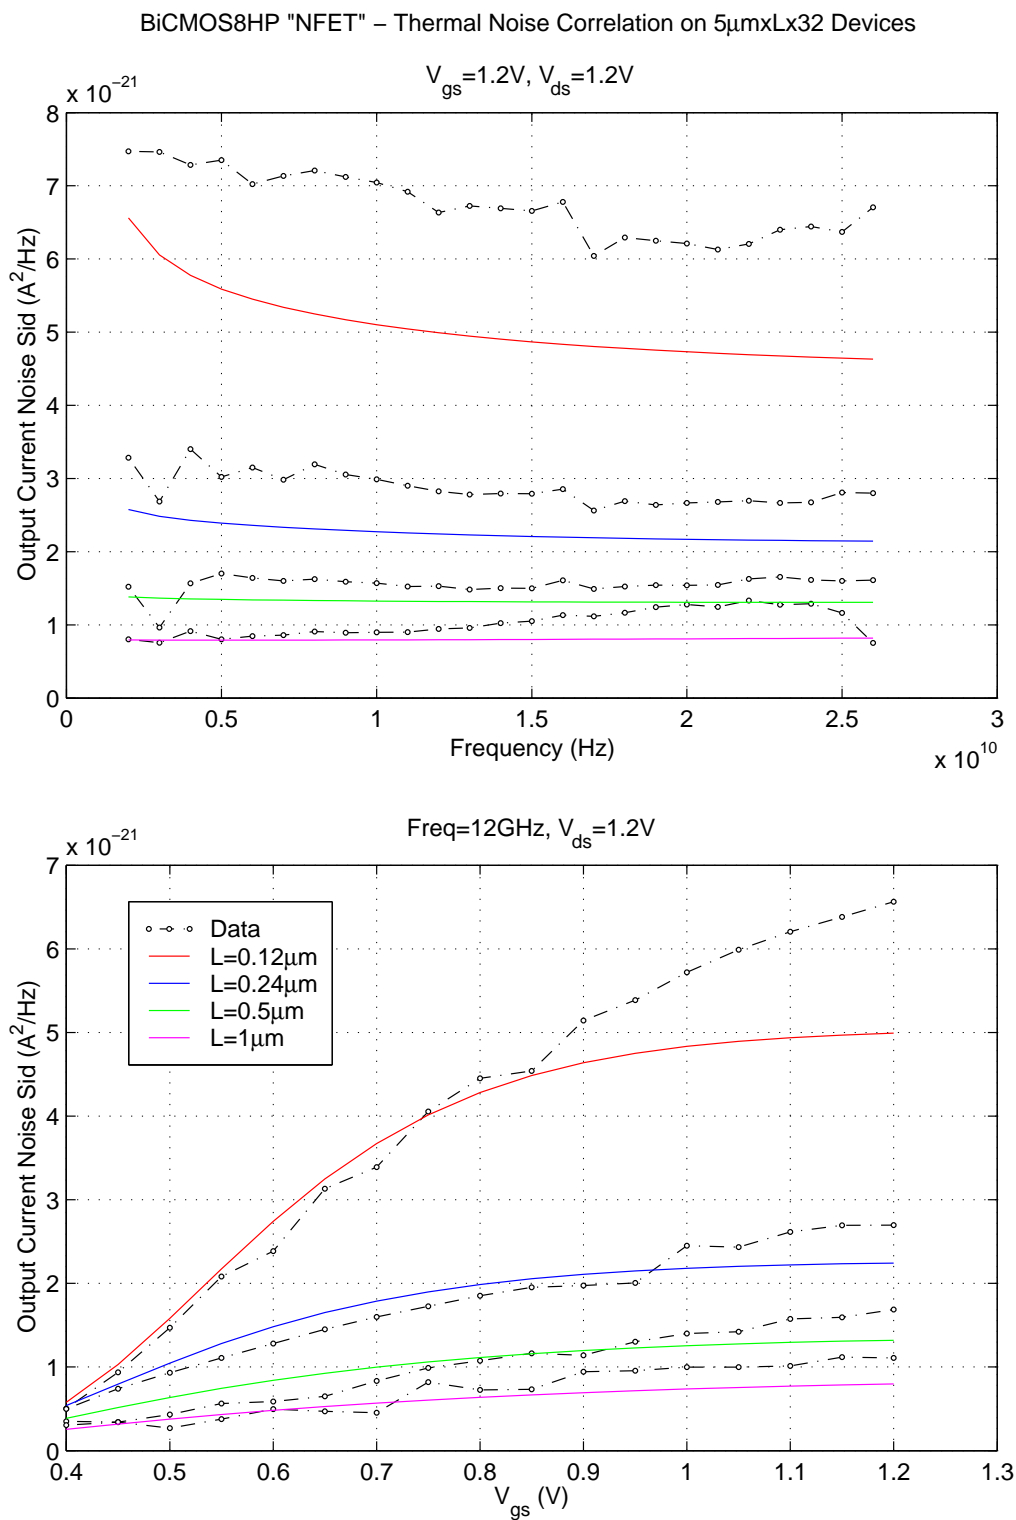 BiCMOS8HP "NFET" − Thermal Noise Correlation on 5μmxLx32 Devices
V_gs=1.2V, V_ds=1.2V
x 10^−21
8
7
6
5
4
3
2
1
0
Output Current Noise Sid (A^2/Hz)
0 0.5 1 1.5 2 2.5 3
Frequency (Hz)
x 10^10
Freq=12GHz, V_ds=1.2V
x 10^−21
7
6
5
4
3
2
1
0
Output Current Noise Sid (A^2/Hz)
Data
L=0.12μm
L=0.24μm
L=0.5μm
L=1μm
0.4 0.5 0.6 0.7 0.8 0.9 1 1.1 1.2 1.3
V_gs (V)